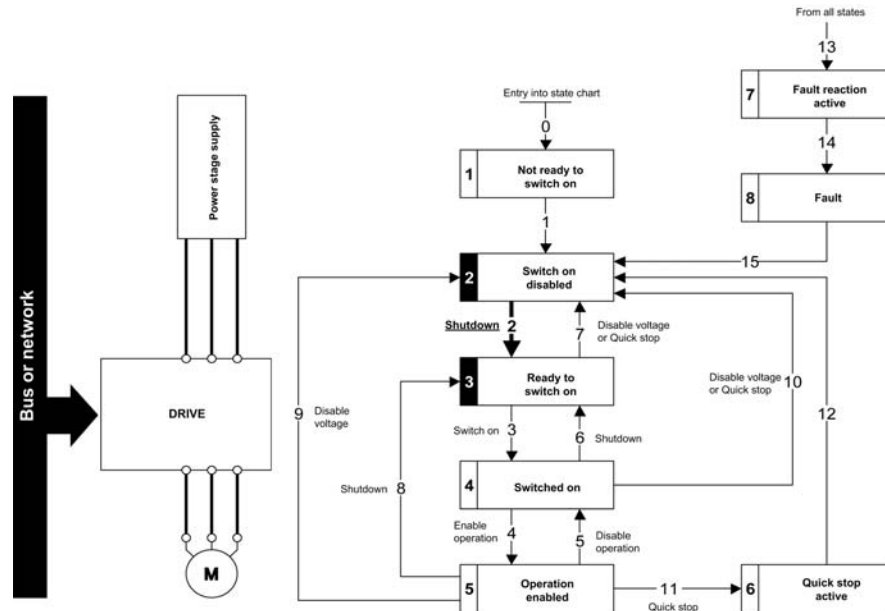 From all states
13
7
Fault reaction
active
14
8
Fault
15
Entry into state chart
0
1
Not ready to
switch on
1
2
Switch on
disabled
Shutdown 2
7
Disable voltage
or Quick stop
3
Ready to
switch on
Switch on 3
6 Shutdown
4
Switched on
Enable
operation
4
5
Disable
operation
5
Operation
enabled
11
Quick stop
6
Quick stop
active
9 Disable
voltage
Shutdown 8
Disable voltage
or Quick stop
10
12
Bus or network
Power stage supply
DRIVE
M